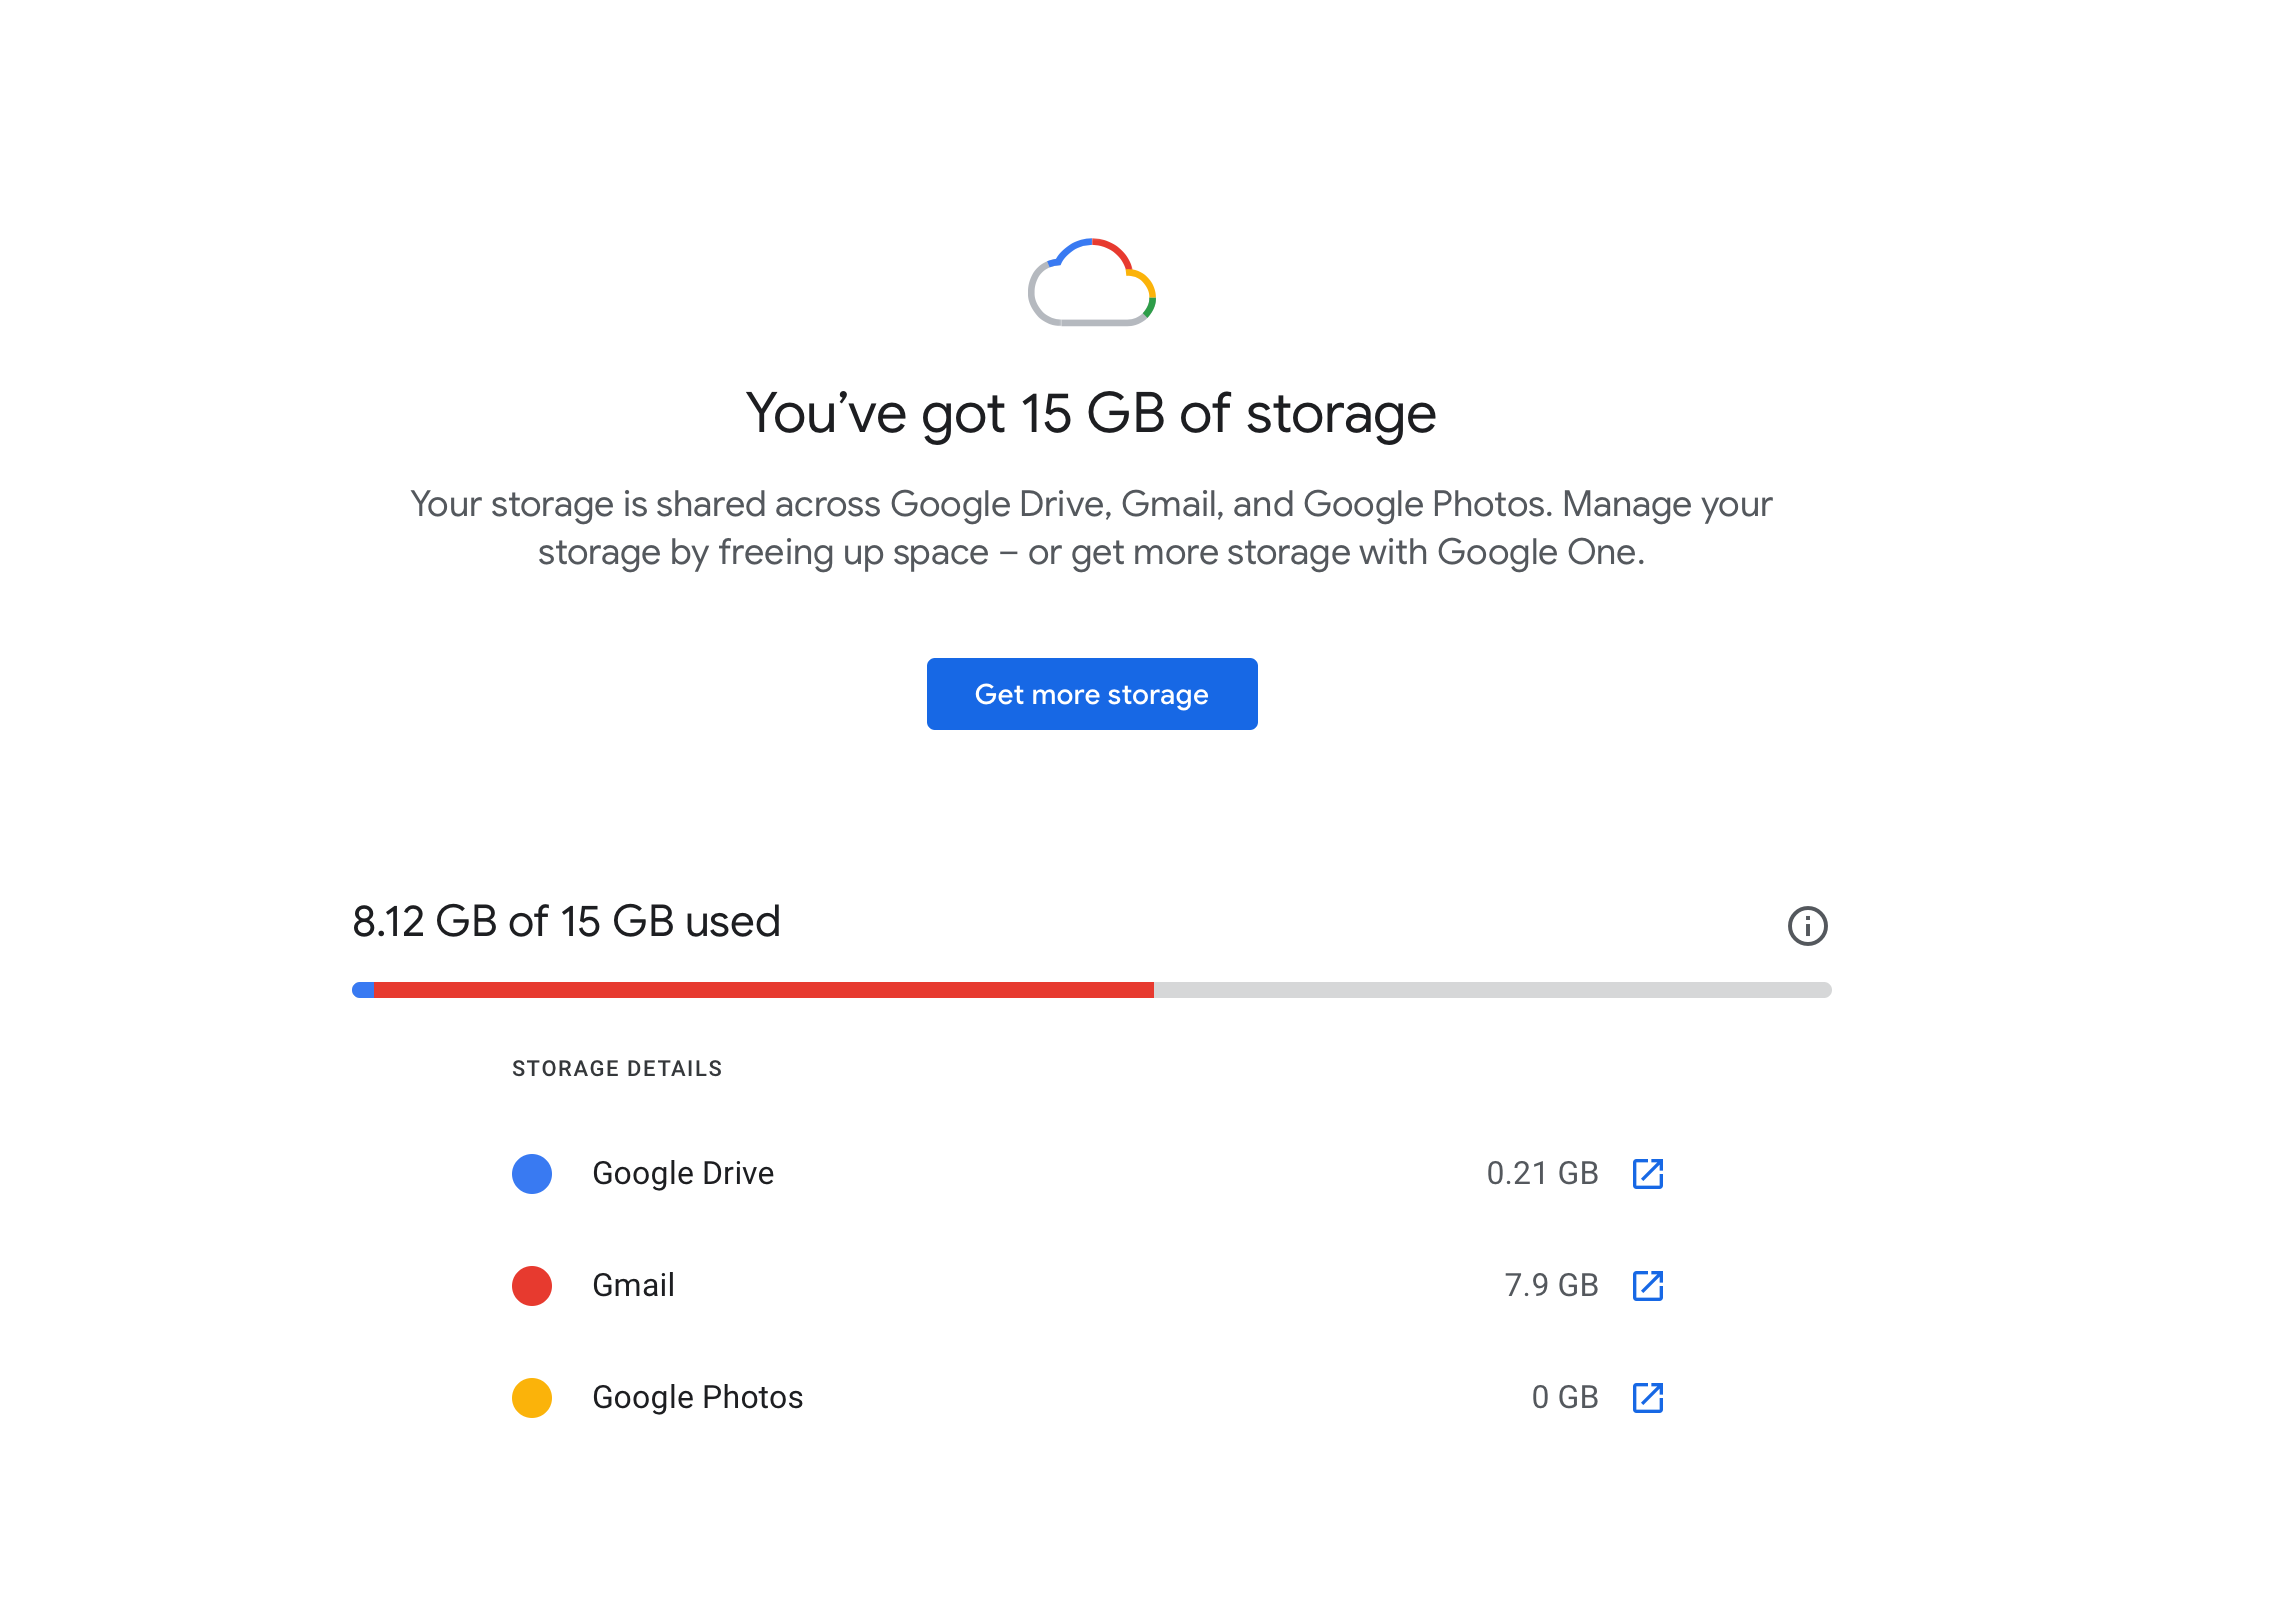 You’ve got 15 GB of storage
Your storage is shared across Google Drive, Gmail, and Google Photos. Manage your
storage by freeing up space – or get more storage with Google One.
Get more storage
8.12 GB of 15 GB used
STORAGE DETAILS
Google Drive 0.21 GB
Gmail 7.9 GB
Google Photos 0 GB